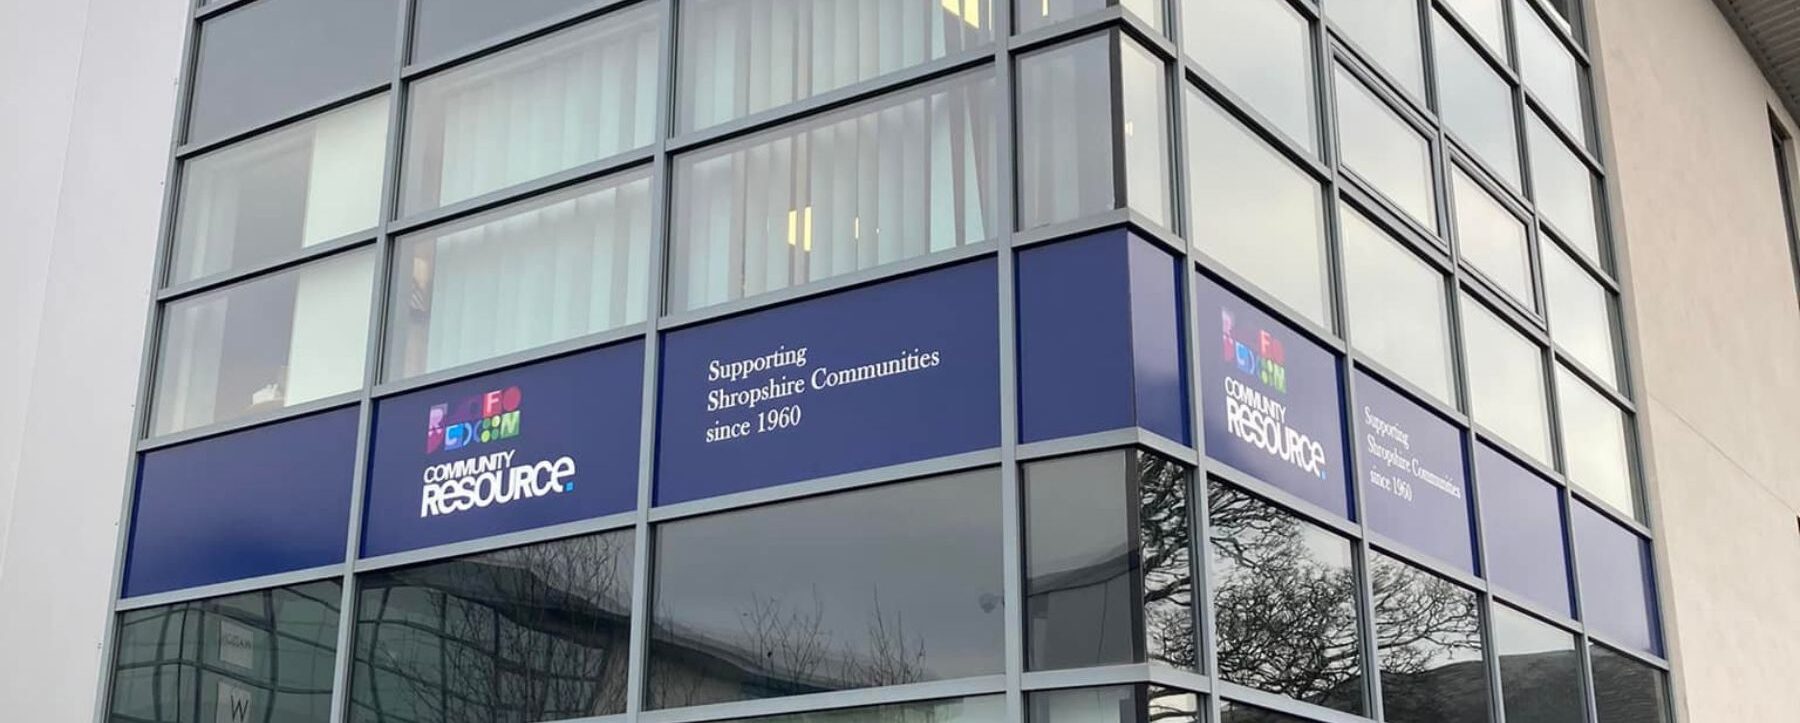 COMMUNITY
RESOURCE.
Supporting
Shropshire Communities
since 1960
COMMUNITY
RESOURCE.
Supporting
Shropshire Communities
since 1960
W